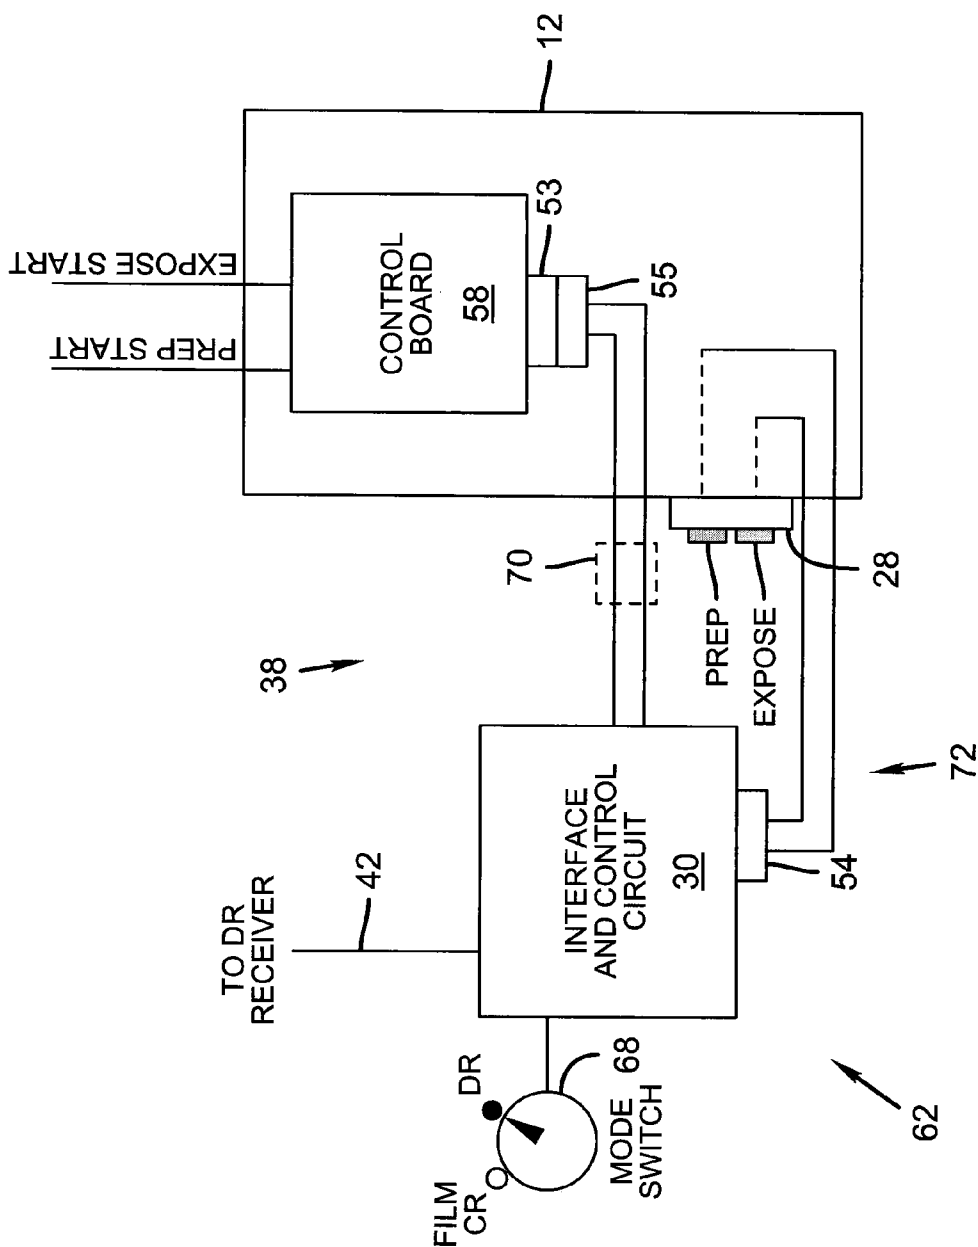 TO DR
RECEIVER
42
38
PREP START
EXPOSE START
12
FILM
CR
DR
68
MODE
SWITCH
INTERFACE
AND CONTROL
CIRCUIT
30
70
CONTROL
BOARD
58
53
55
54
PREP
EXPOSE
28
62
72